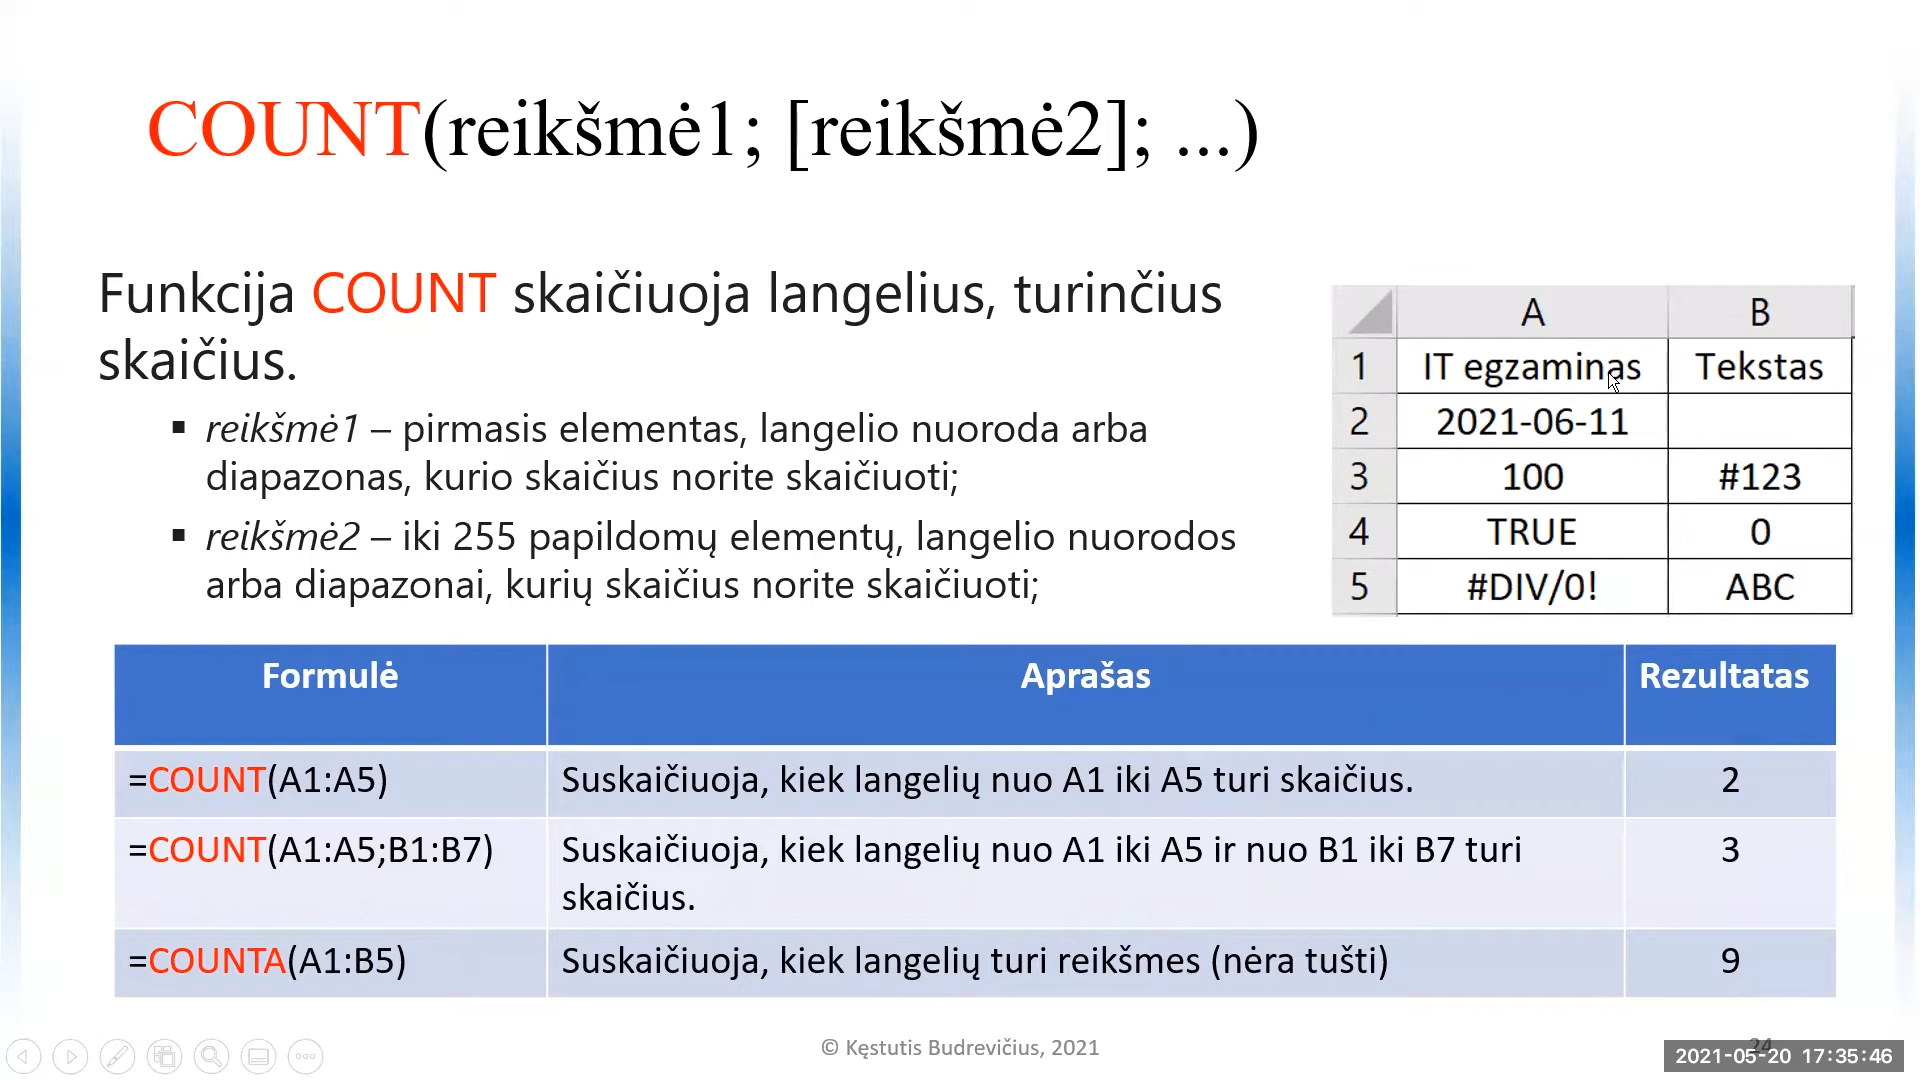 COUNT(reikšmė1; [reikšmė2]; ...)
Funkcija COUNT skaičiuoja langelius, turinčius
skaičius.
▪ reikšmė1 – pirmasis elementas, langelio nuoroda arba
diapazonas, kurio skaičius norite skaičiuoti;
▪ reikšmė2 – iki 255 papildomų elementų, langelio nuorodos
arba diapazonai, kurių skaičius norite skaičiuoti;
A B
1 IT egzaminas Tekstas
2 2021-06-11
3 100 #123
4 TRUE 0
5 #DIV/0! ABC
Formulė Aprašas Rezultatas
=COUNT(A1:A5) Suskaičiuoja, kiek langelių nuo A1 iki A5 turi skaičius. 2
=COUNT(A1:A5;B1:B7) Suskaičiuoja, kiek langelių nuo A1 iki A5 ir nuo B1 iki B7 turi 3
skaičius.
=COUNTA(A1:B5) Suskaičiuoja, kiek langelių turi reikšmes (nėra tušti) 9
© Kęstutis Budrevičius, 2021
24
2021-05-20 17:35:46